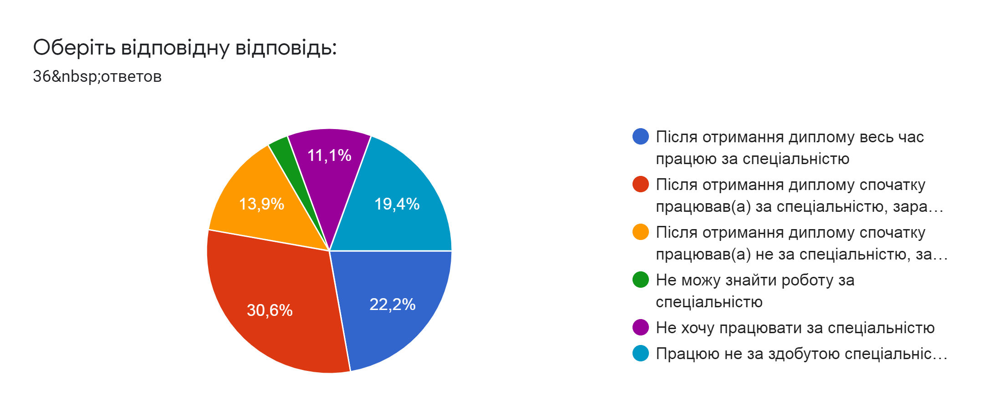 Оберіть відповідну відповідь:
36&nbsp;ответов
11,1%
19,4%
13,9%
30,6%
22,2%
Після отримання диплому весь час
працюю за спеціальністю
Після отримання диплому спочатку
працював(а) за спеціальністю, зара…
Після отримання диплому спочатку
працював(а) не за спеціальністю, за…
Не можу знайти роботу за
спеціальністю
Не хочу працювати за спеціальністю
Працюю не за здобутою спеціальніс…